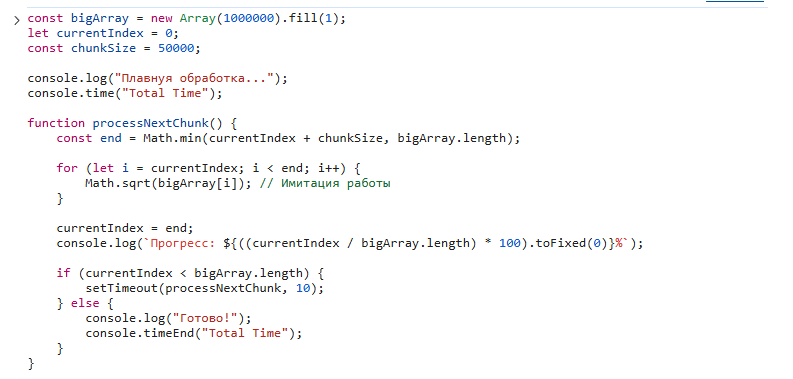 const bigArray = new Array(1000000).fill(1);
let currentIndex = 0;
const chunkSize = 50000;
console.log("Плавнуя обработка...");
console.time("Total Time");
function processNextChunk() {
const end = Math.min(currentIndex + chunkSize, bigArray.length);
for (let i = currentIndex; i < end; i++) {
Math.sqrt(bigArray[i]); // Имитация работы
}
currentIndex = end;
console.log(`Прогресс: ${((currentIndex / bigArray.length) * 100).toFixed(0)}%`);
if (currentIndex < bigArray.length) {
setTimeout(processNextChunk, 10);
} else {
console.log("Готово!");
console.timeEnd("Total Time");
}
}